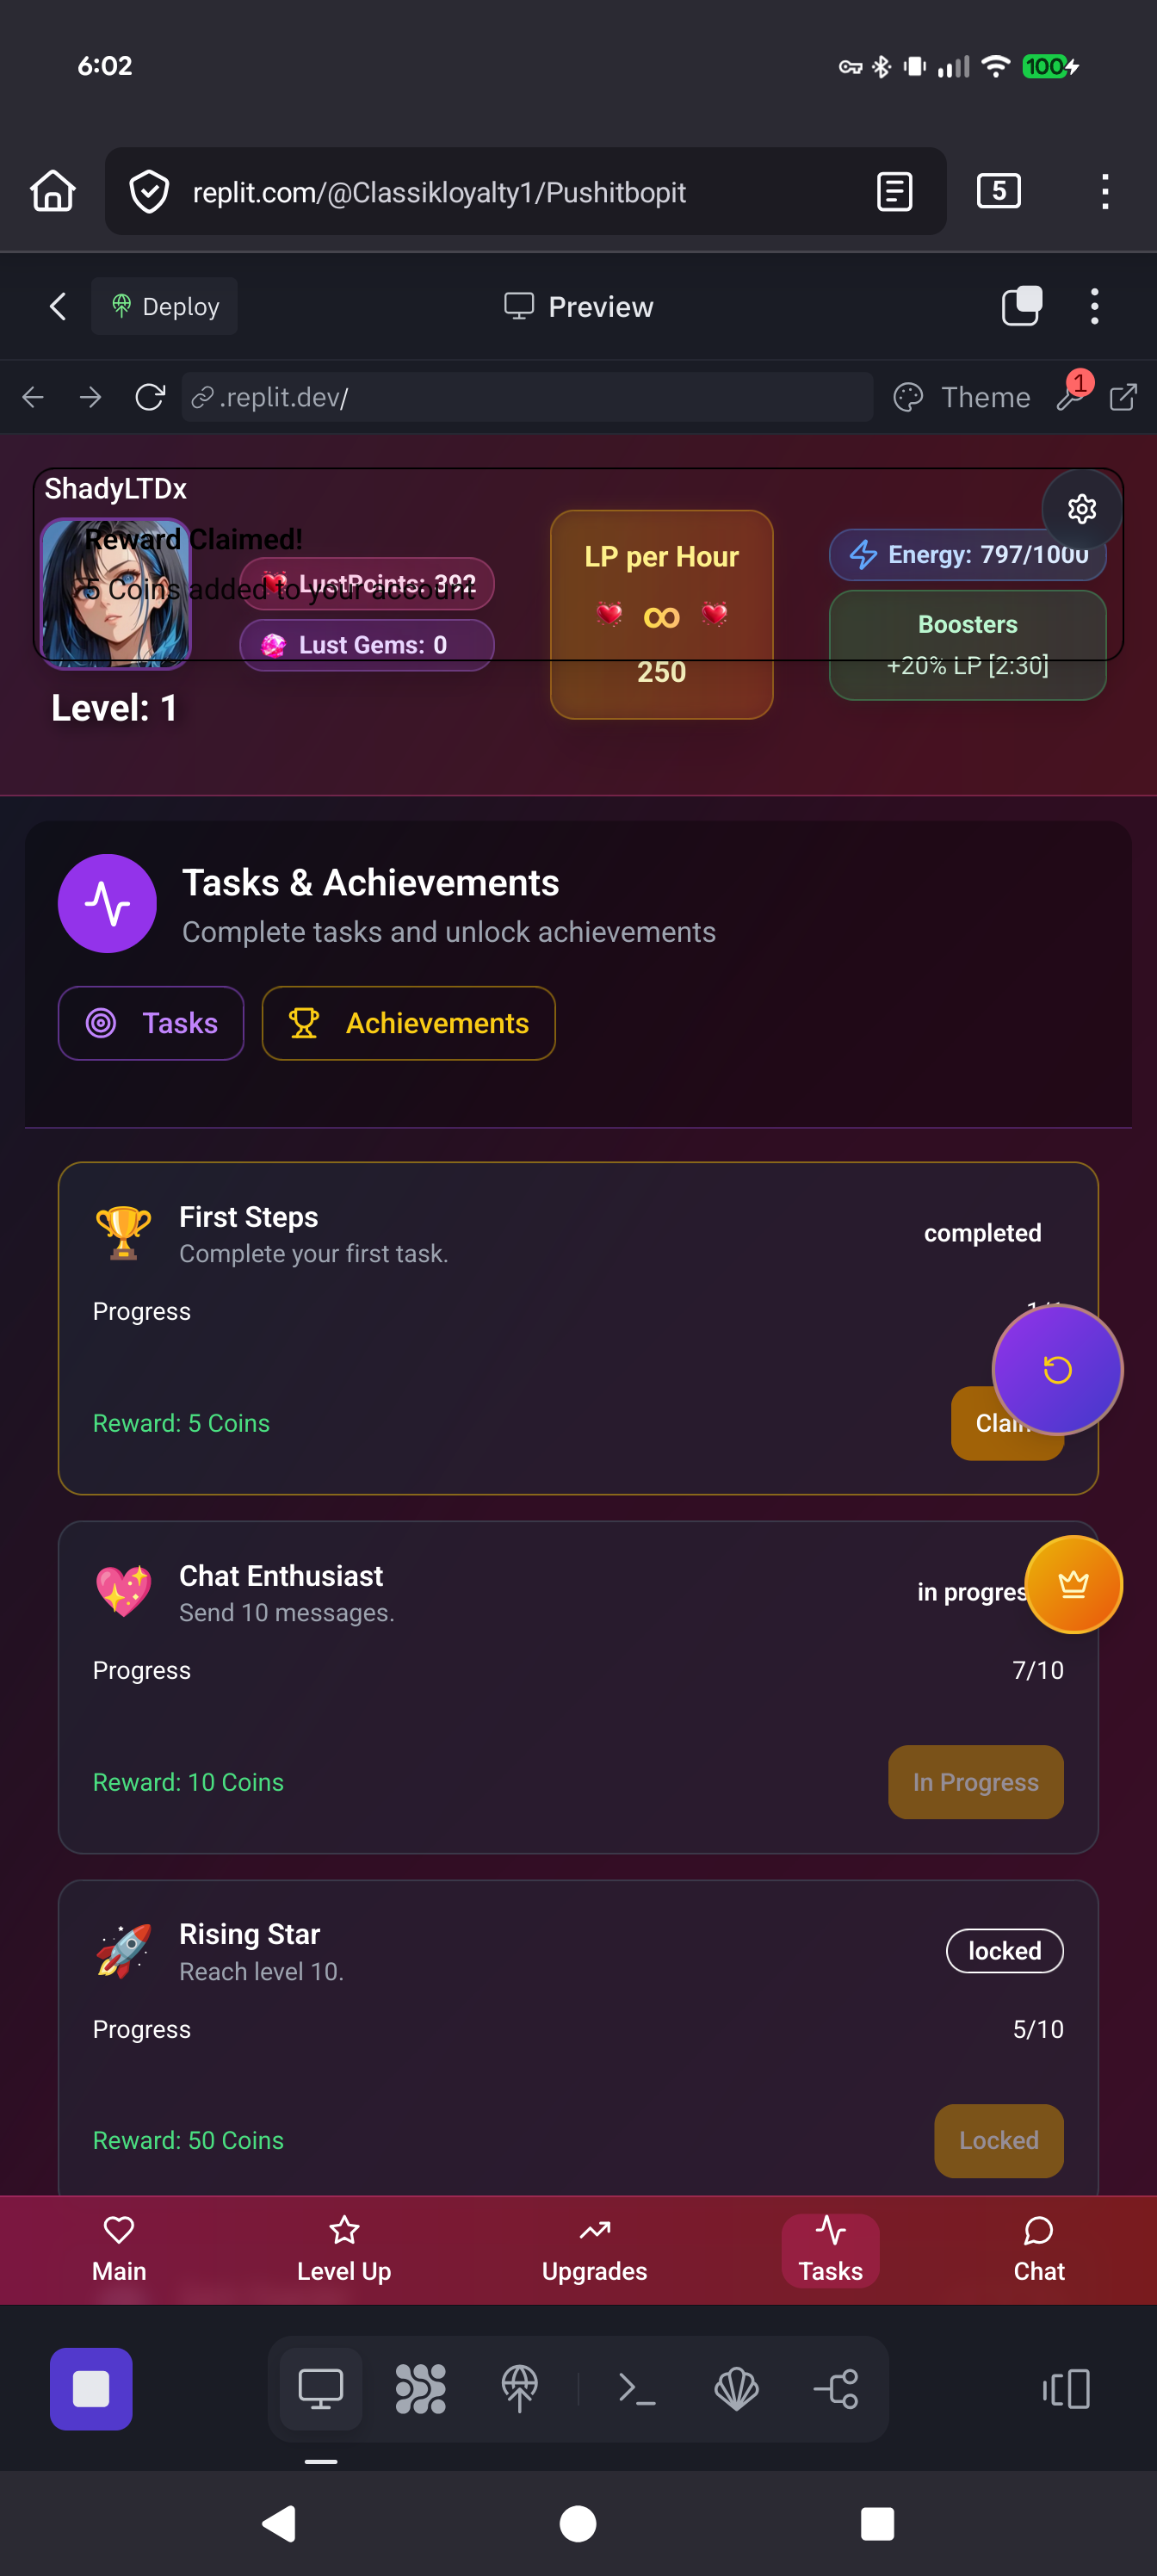 6:02
100
replit.com/@Classikloyalty1/Pushitbopit
5
Deploy
Preview
.replit.dev/
Theme
1
ShadyLTDx
Reward Claimed!
5 Coins added to your account
LustPoints: 392
Lust Gems: 0
Level: 1
LP per Hour
∞
250
Energy: 797/1000
Boosters
+20% LP [2:30]
Tasks & Achievements
Complete tasks and unlock achievements
Tasks
Achievements
First Steps
completed
Complete your first task.
Progress
Reward: 5 Coins
Chat Enthusiast
Send 10 messages.
in progres
Progress
7/10
Reward: 10 Coins
In Progress
Rising Star
locked
Reach level 10.
Progress
5/10
Reward: 50 Coins
Locked
Main
Level Up
Upgrades
Tasks
Chat